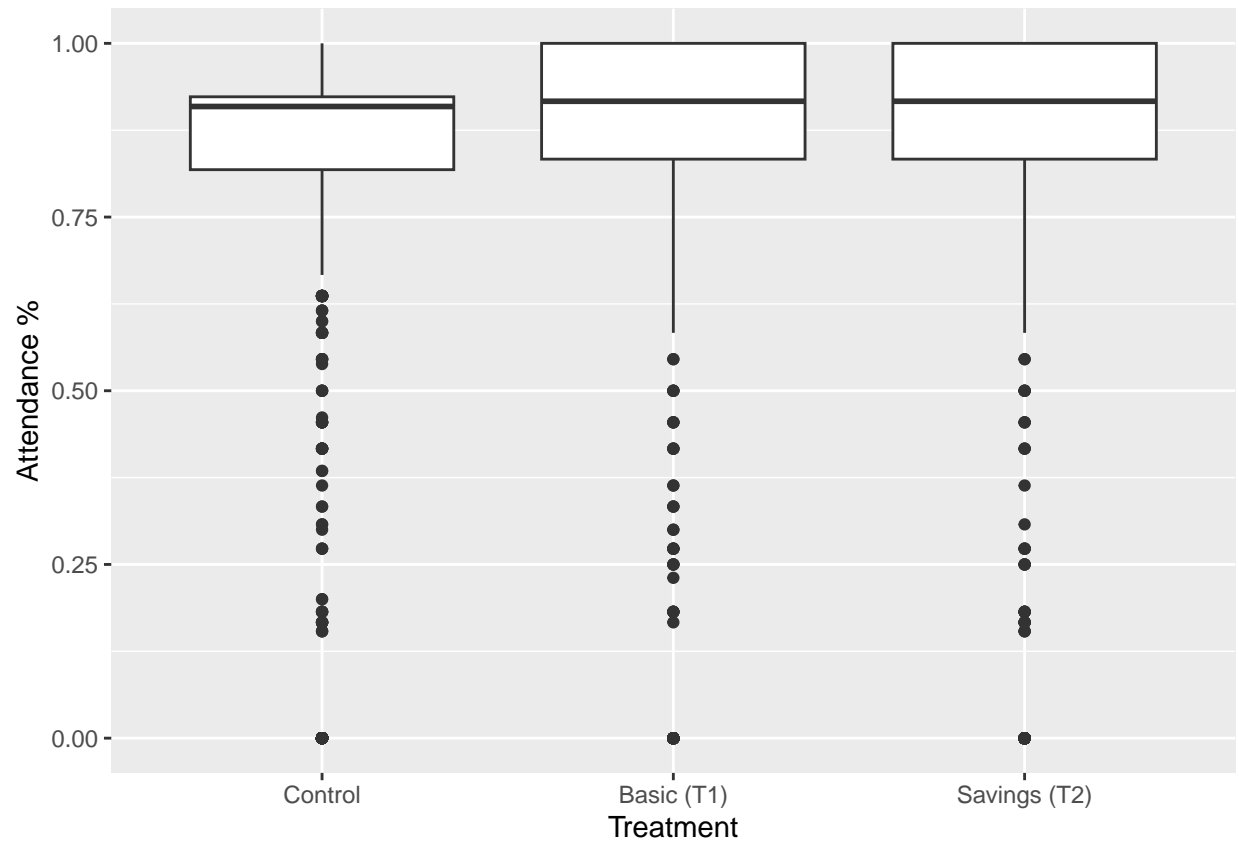 1.00
0.75
0.50
0.25
0.00
Attendance %
Control
Basic (T1)
Savings (T2)
Treatment